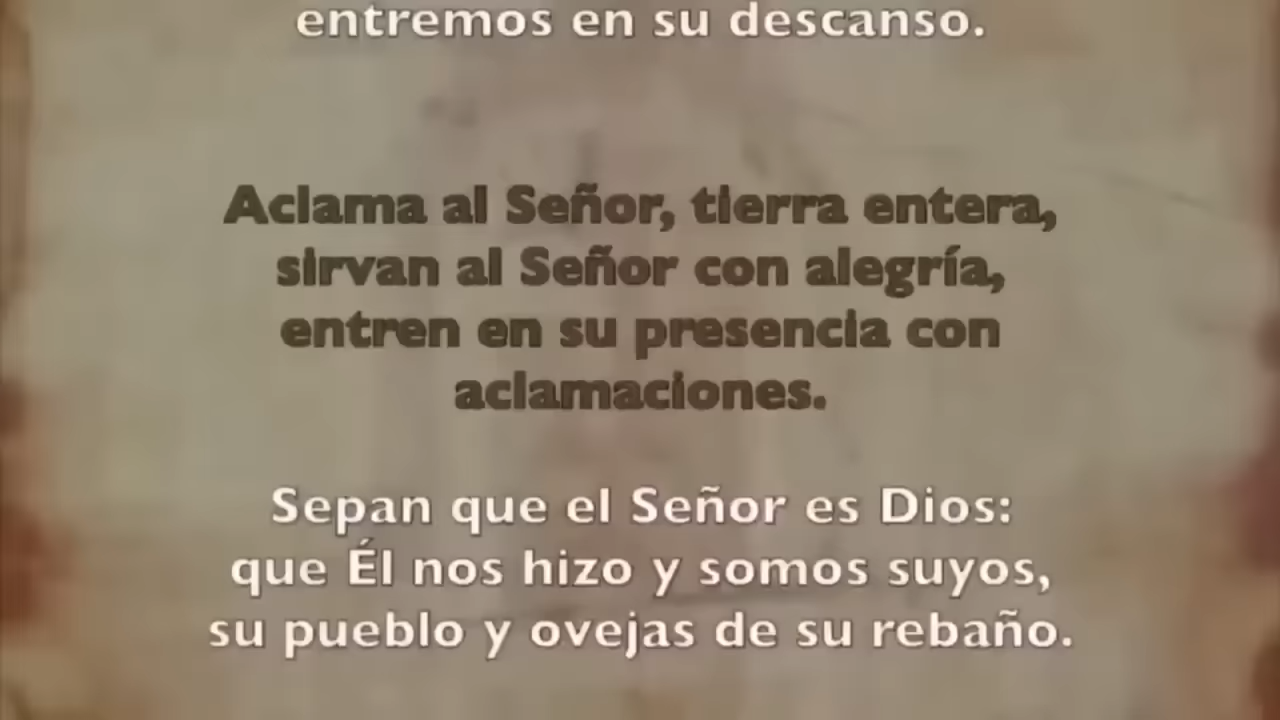 entremos en su descanso.
Aclama al Señor, tierra entera,
sirvan al Señor con alegría,
entren en su presencia con
aclamaciones.
Sepan que el Señor es Dios:
que Él nos hizo y somos suyos,
su pueblo y ovejas de su rebaño.